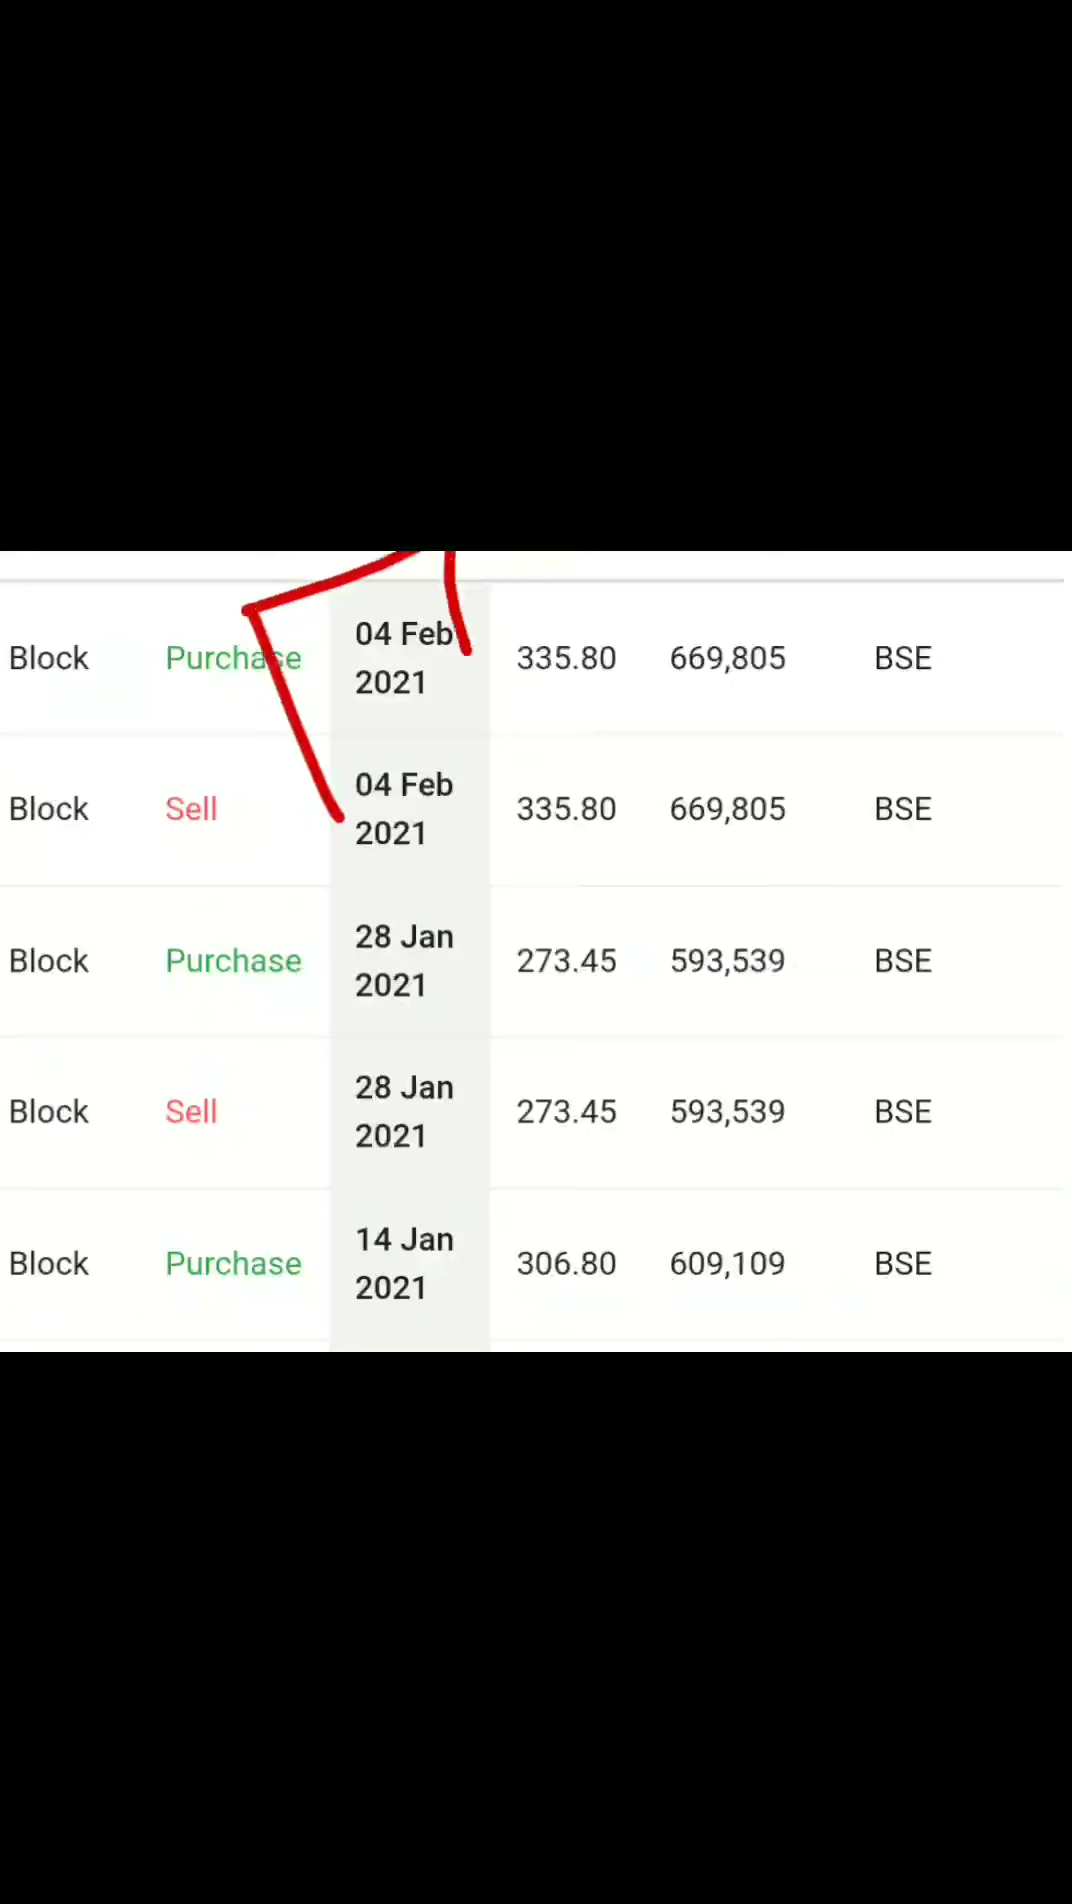 Block Purchase 04 Feb 2021 335.80 669,805 BSE
Block Sell 04 Feb 2021 335.80 669,805 BSE
Block Purchase 28 Jan 2021 273.45 593,539 BSE
Block Sell 28 Jan 2021 273.45 593,539 BSE
Block Purchase 14 Jan 2021 306.80 609,109 BSE